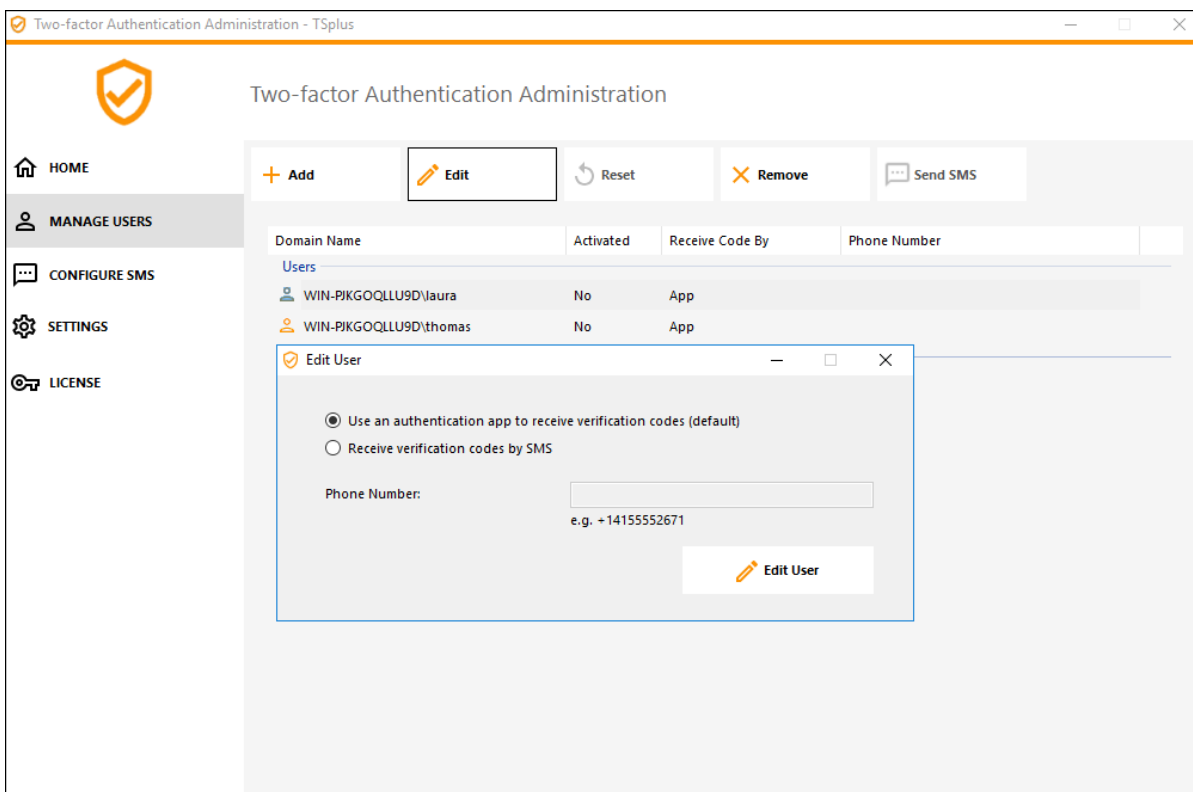 Two-factor Authentication Administration - TSplus
Two-factor Authentication Administration
HOME
MANAGE USERS
CONFIGURE SMS
SETTINGS
LICENSE
Add Edit Reset Remove Send SMS
Domain Name Activated Receive Code By Phone Number
Users
WIN-PJKGOQLLU9D\laura No App
WIN-PJKGOQLLU9D\thomas No App
Edit User
Use an authentication app to receive verification codes (default)
Receive verification codes by SMS
Phone Number:
e.g. +14155552671
Edit User